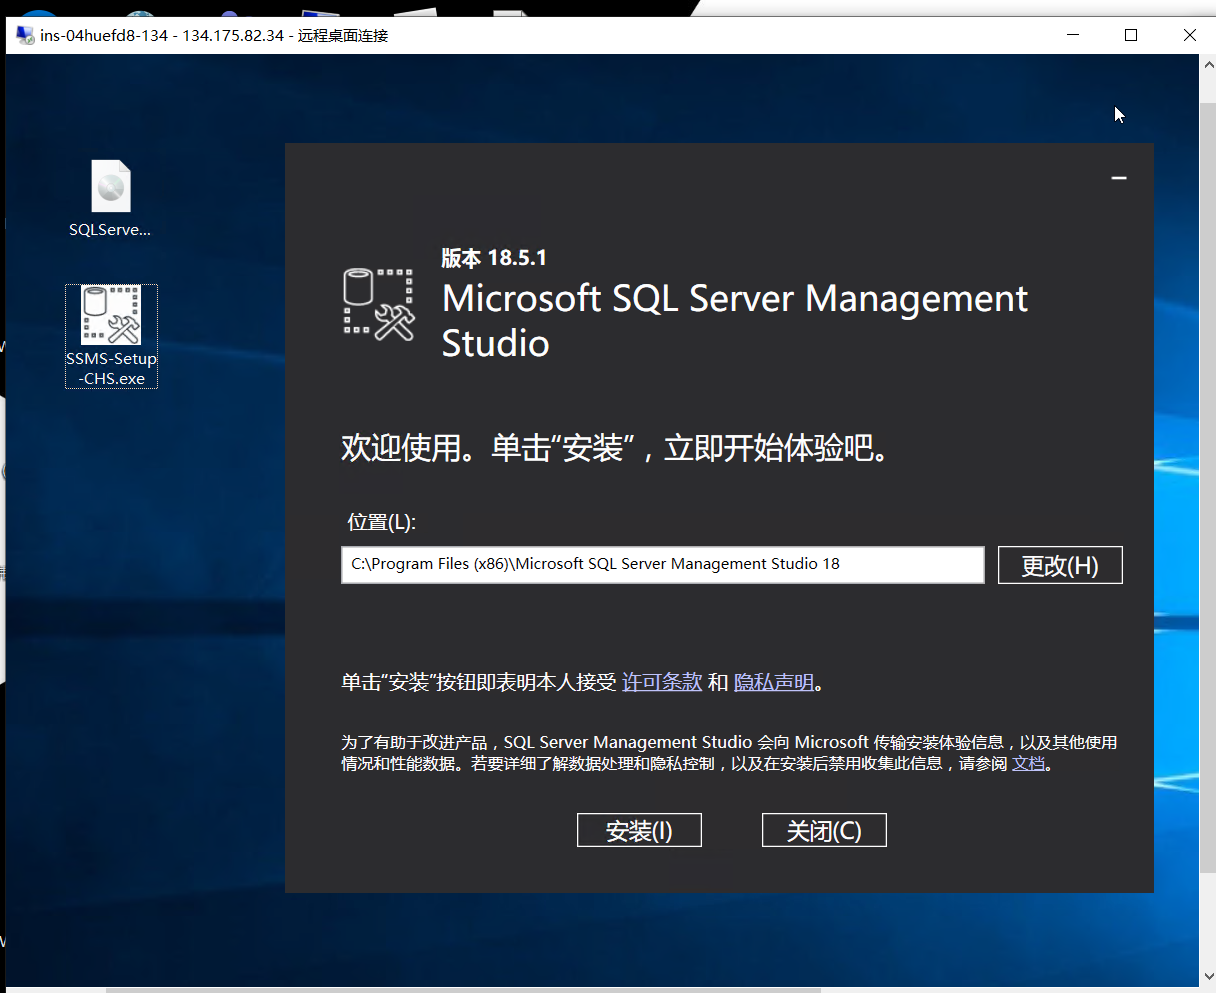 ins-04huefd8-134 - 134.175.82.34 - 远程桌面连接
SQLServe...
SSMS-Setup
-CHS.exe
版本 18.5.1
Microsoft SQL Server Management
Studio
欢迎使用。单击“安装”，立即开始体验吧。
位置(L):
C:\Program Files (x86)\Microsoft SQL Server Management Studio 18
更改(H)
单击“安装”按钮即表明本人接受 许可条款 和 隐私声明。
为了有助于改进产品，SQL Server Management Studio 会向 Microsoft 传输安装体验信息，以及其他使用
情况和性能数据。若要详细了解数据处理和隐私控制，以及在安装后禁用收集此信息，请参阅 文档。
安装(I)
关闭(C)